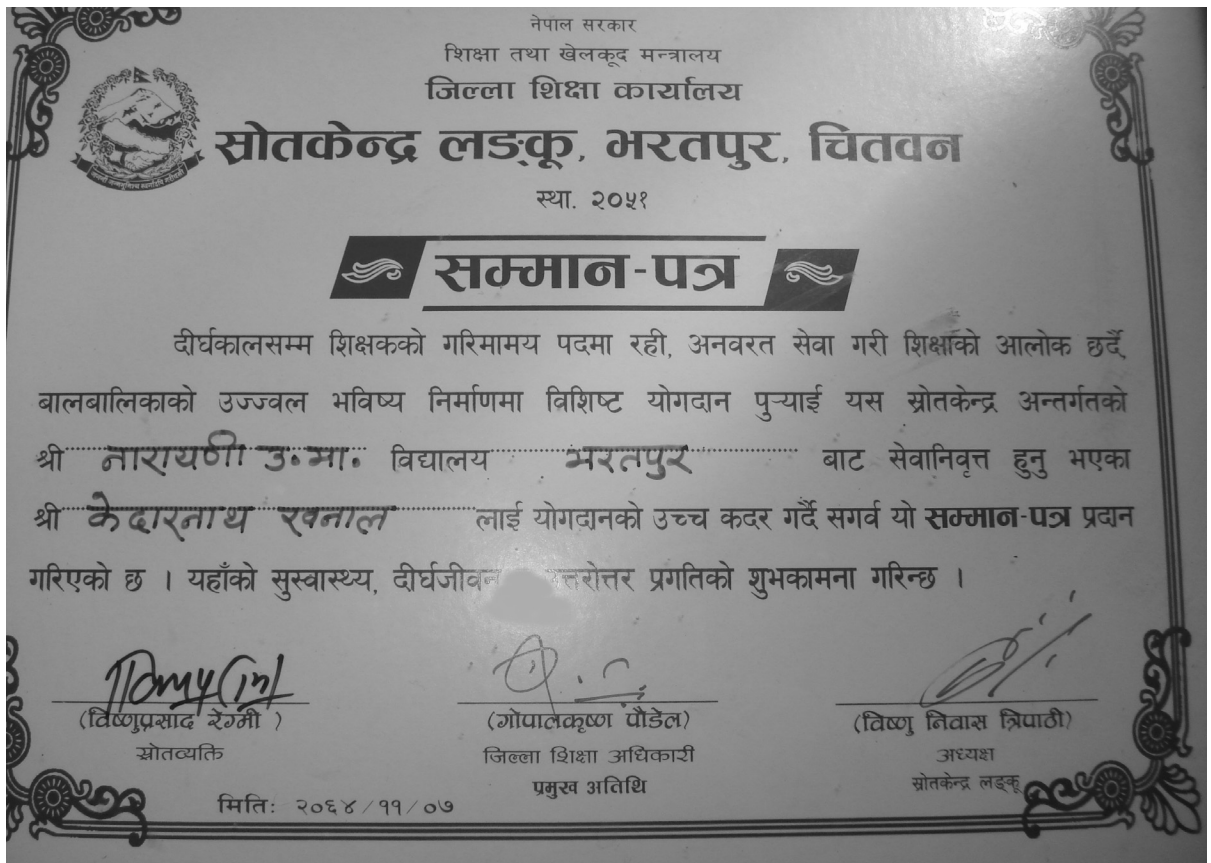 नेपाल सरकार
शिक्षा तथा खेलकूद मन्त्रालय
जिल्ला शिक्षा कार्यालय
स्रोतकेन्द्र लङ्कू, भरतपुर, चितवन
स्था. २०५१
सम्मान-पत्र
दीर्घकालसम्म शिक्षकको गरिमामय पदमा रही, अनवरत सेवा गरी शिक्षाको आलोक छर्दै
बालबालिकाको उज्ज्वल भविष्य निर्माणमा विशिष्ट योगदान पुऱ्याई यस स्रोतकेन्द्र अन्तर्गतको
श्री नारायणी उ.मा. विद्यालय भरतपुर बाट सेवानिवृत्त हुनु भएका
श्री केदारनाथ खनाल लाई योगदानको उच्च कदर गर्दै सगर्व यो सम्मान-पत्र प्रदान
गरिएको छ । यहाँको सुस्वास्थ्य, दीर्घजीवन प्रगतिको शुभकामना गरिन्छ ।
(विष्णुप्रसाद रेग्मी) (गोपालकृष्ण पौडेल) (विष्णु निवास त्रिपाठी)
स्रोतव्यक्ति जिल्ला शिक्षा अधिकारी अध्यक्ष
प्रमुख अतिथि स्रोतकेन्द्र लङ्कू
मितिः २०६४/११/०७